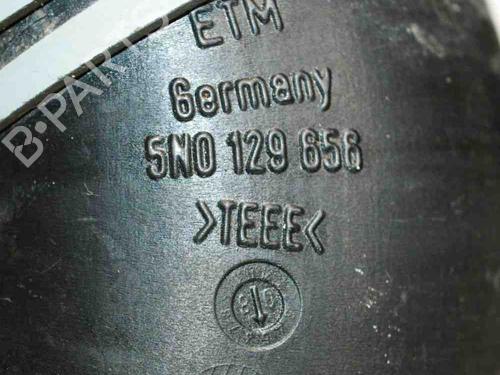 B-PARTS
ETM
Germany
5N0 129 656
>TEEE<